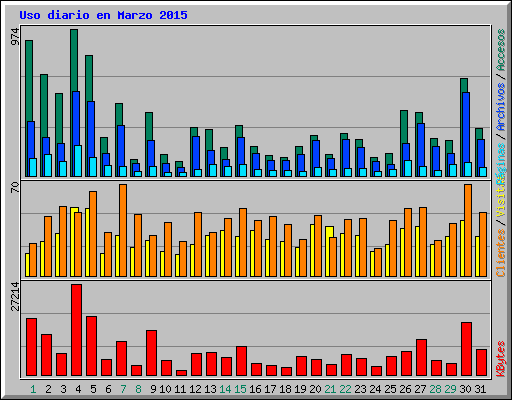 Uso diario en Marzo 2015
974
70
27214
Páginas / Archivos / Accesos
Clientes / Visitas
KBytes
1 2 3 4 5 6 7 8 9 10 11 12 13 14 15 16 17 18 19 20 21 22 23 24 25 26 27 28 29 30 31